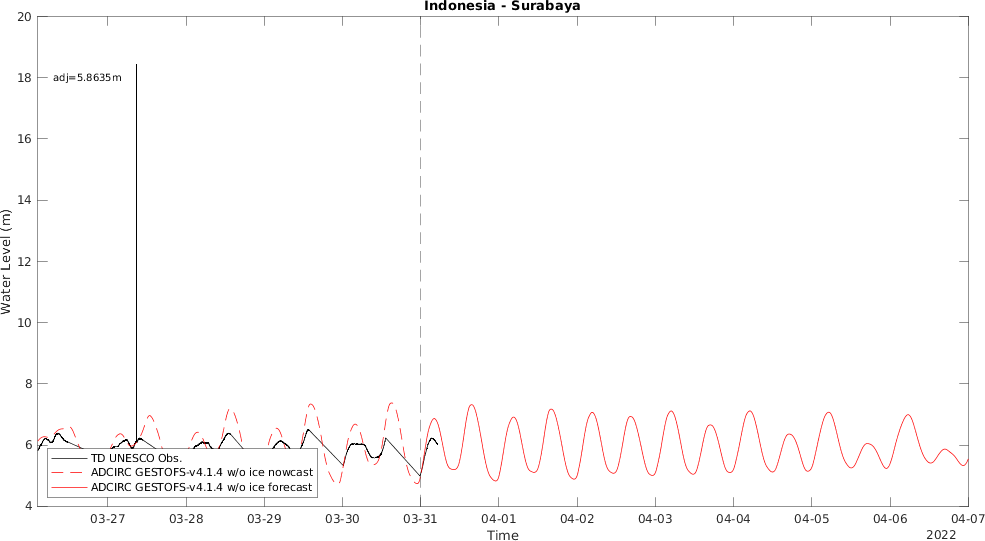 Indonesia - Surabaya
20
18
16
14
12
10
8
6
4
Water Level (m)
adj=5.8635m
TD UNESCO Obs.
ADCIRC GESTOFS-v4.1.4 w/o ice nowcast
ADCIRC GESTOFS-v4.1.4 w/o ice forecast
03-27 03-28 03-29 03-30 03-31 04-01 04-02 04-03 04-04 04-05 04-06 04-07
Time
2022